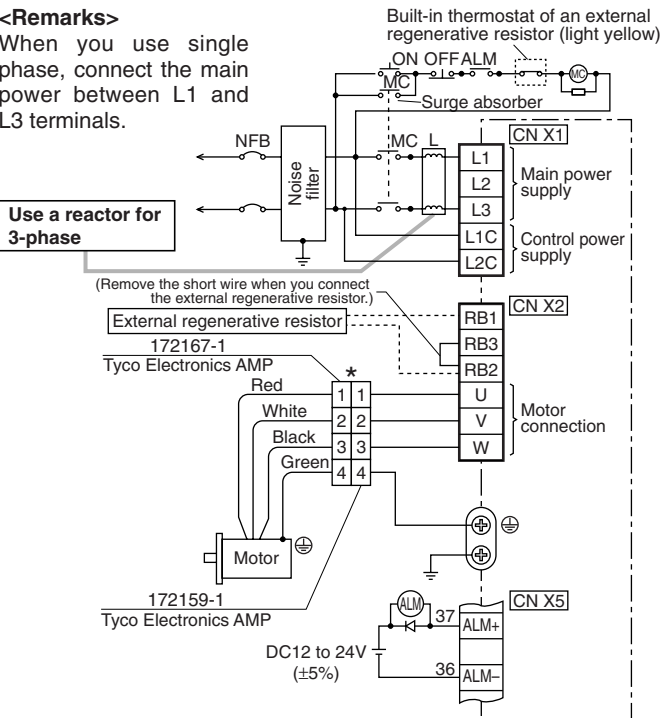 <Remarks>
When you use single
phase, connect the main
power between L1 and
L3 terminals.
Built-in thermostat of an external
regenerative resistor (light yellow)
ON OFF ALM
MC
MC
Surge absorber
NFB
Noise
filter
MC
L
CN X1
L1
L2
L3
Main power
supply
L1C
L2C
Control power
supply
Use a reactor for
3-phase
(Remove the short wire when you connect
the external regenerative resistor.)
External regenerative resistor
CN X2
RB1
RB3
RB2
U
V
W
Motor
connection
172167-1
Tyco Electronics AMP
*
Red
White
Black
Green
1 1
2 2
3 3
4 4
Motor
172159-1
Tyco Electronics AMP
CN X5
ALM
37
ALM+
DC12 to 24V
(±5%)
36
ALM−